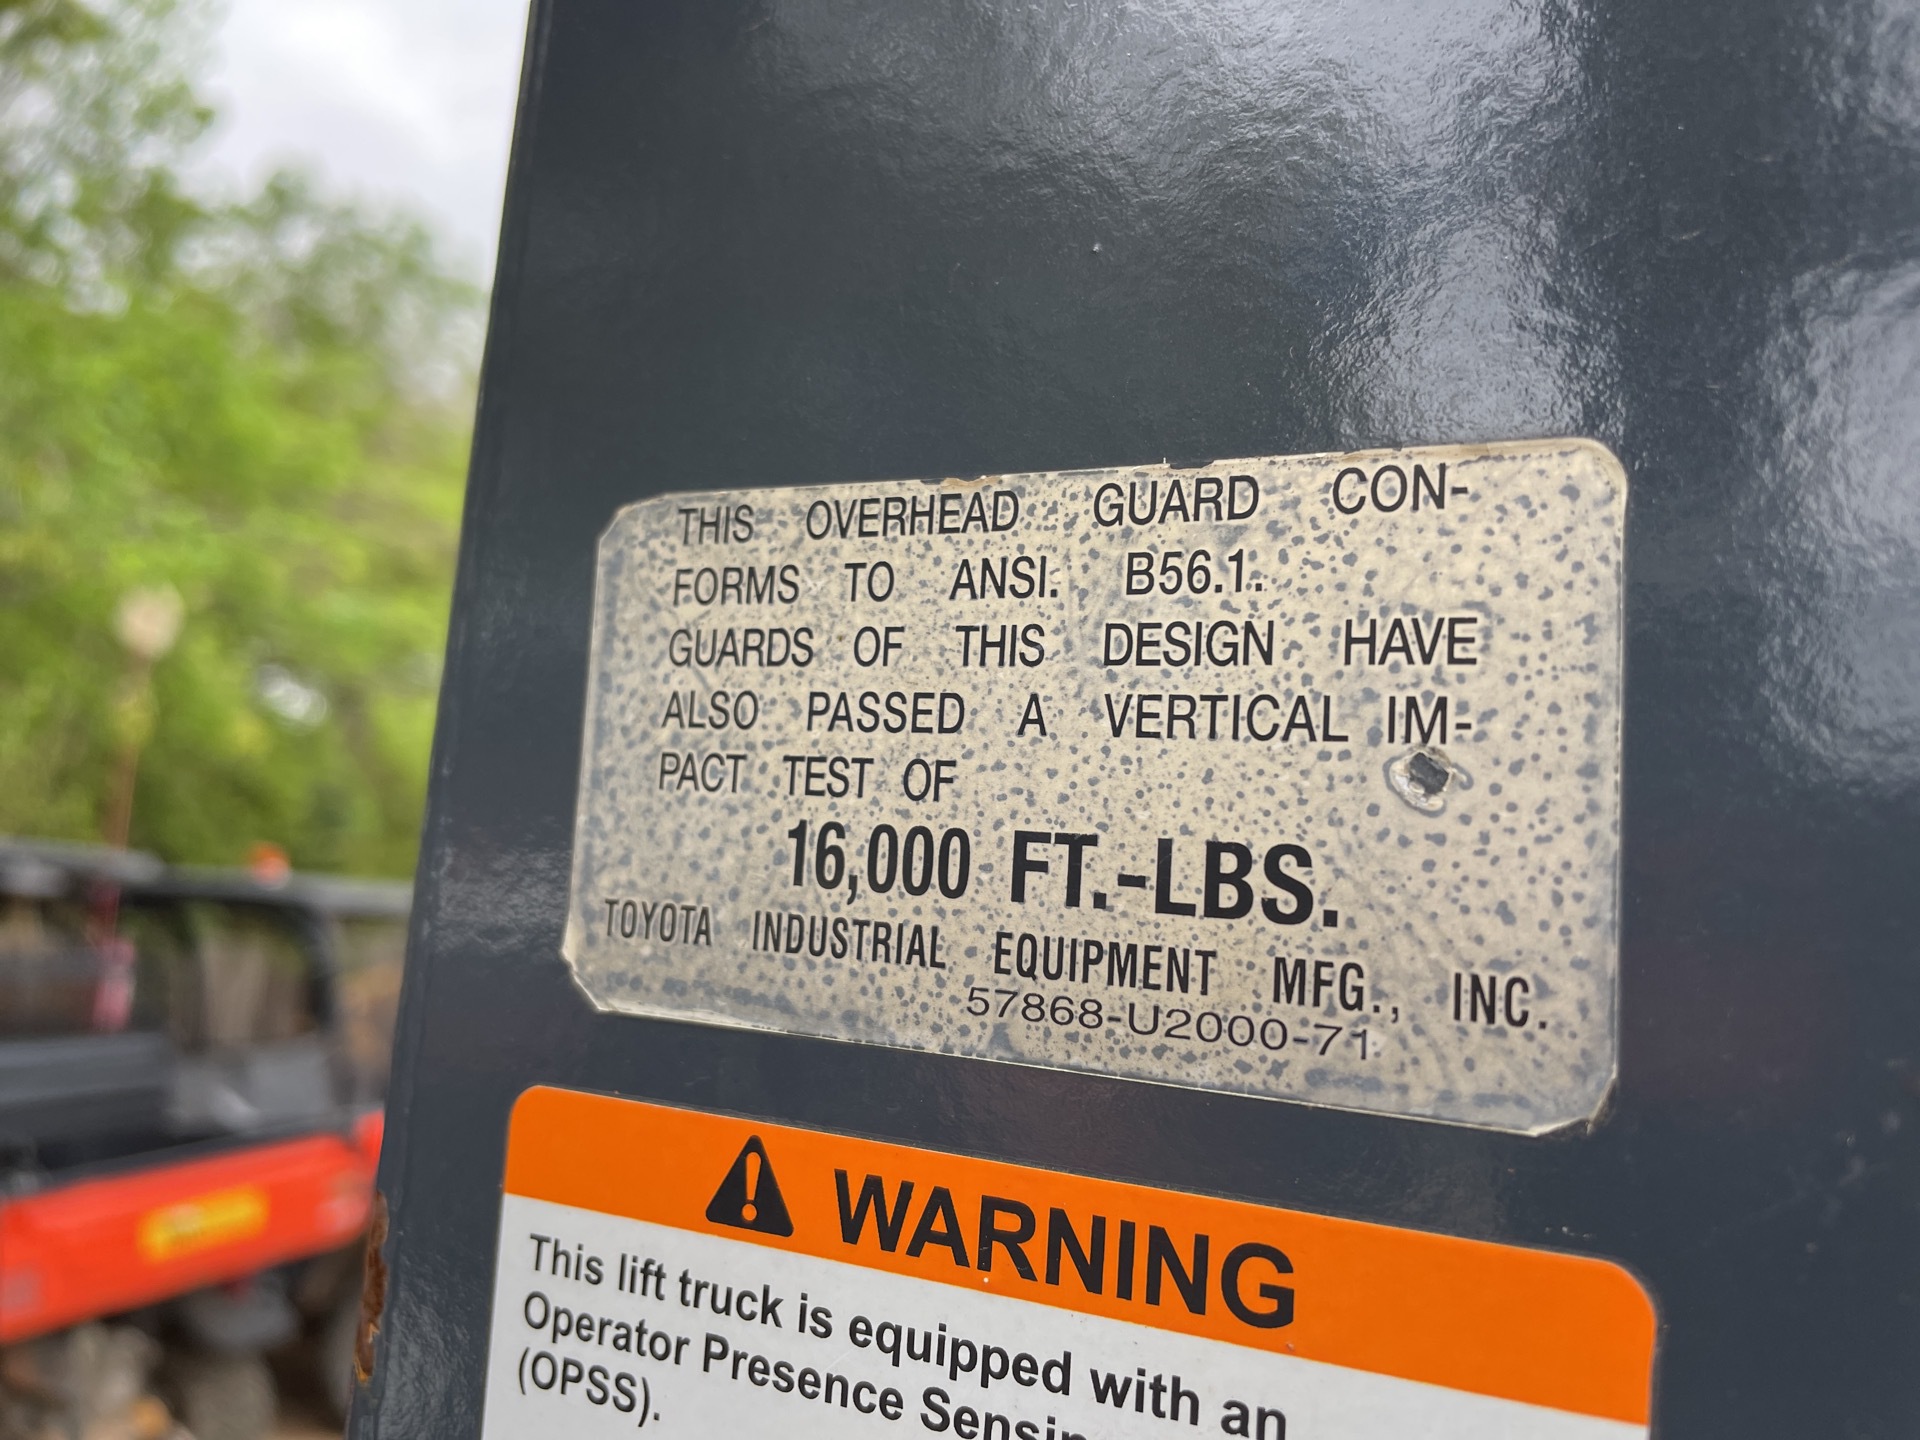 THIS OVERHEAD GUARD CON-
FORMS TO ANSI. B56.1.
GUARDS OF THIS DESIGN HAVE
ALSO PASSED A VERTICAL IM-
PACT TEST OF
16,000 FT.-LBS.
TOYOTA INDUSTRIAL EQUIPMENT MFG., INC.
57868-U2000-71
WARNING
This lift truck is equipped with an
Operator Presence
(OPSS).